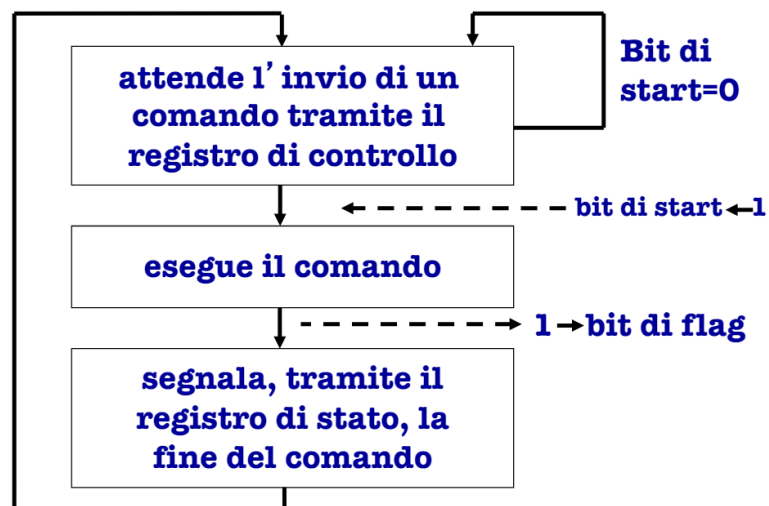 attende l’ invio di un
comando tramite il
registro di controllo
Bit di
start=0
bit di start←1
esegue il comando
1→bit di flag
segnala, tramite il
registro di stato, la
fine del comando